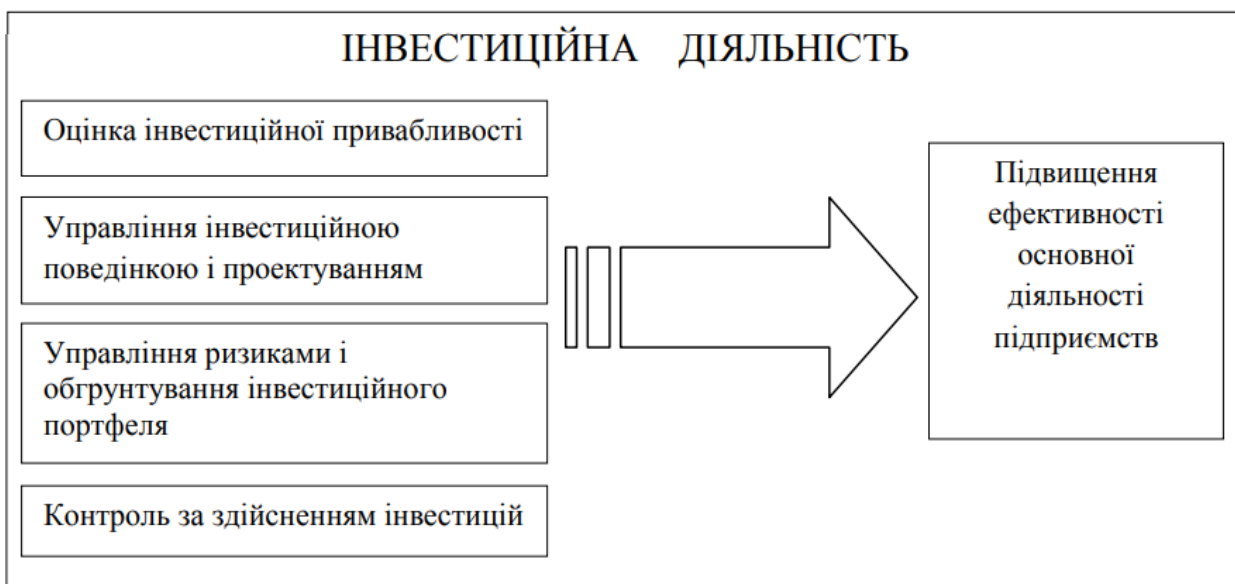 ІНВЕСТИЦІЙНА ДІЯЛЬНІСТЬ
Оцінка інвестиційної привабливості
Управління інвестиційною
поведінкою і проектуванням
Управління ризиками і
обгрунтування інвестиційного
портфеля
Контроль за здійсненням інвестицій
Підвищення
ефективності
основної
діяльності
підприємств